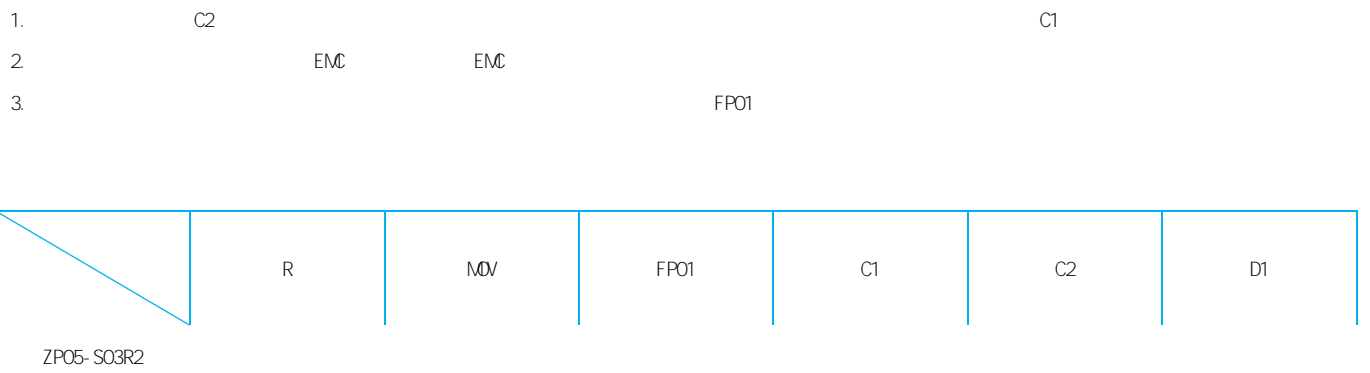 1. C2 C1
2. EMC EMC
3. FP01
R MOV FP01 C1 C2 D1
ZP05-S03R2